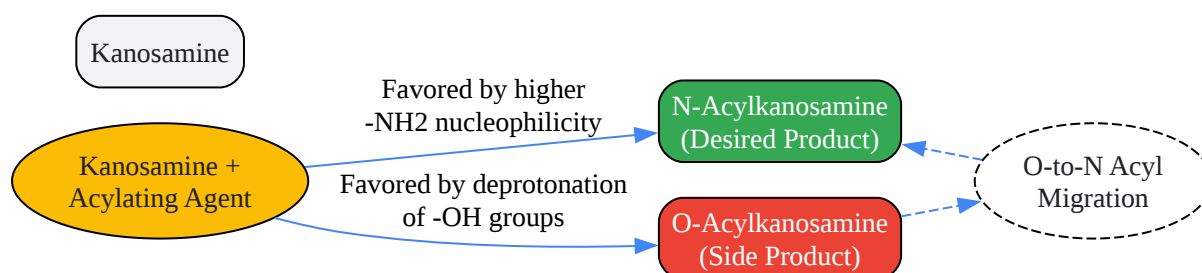 Kanosamine
Kanosamine +
Acylating Agent
Favored by higher
-NH2 nucleophilicity
Favored by deprotonation
of -OH groups
N-Acylkanosamine
(Desired Product)
O-Acylkanosamine
(Side Product)
O-to-N Acyl
Migration